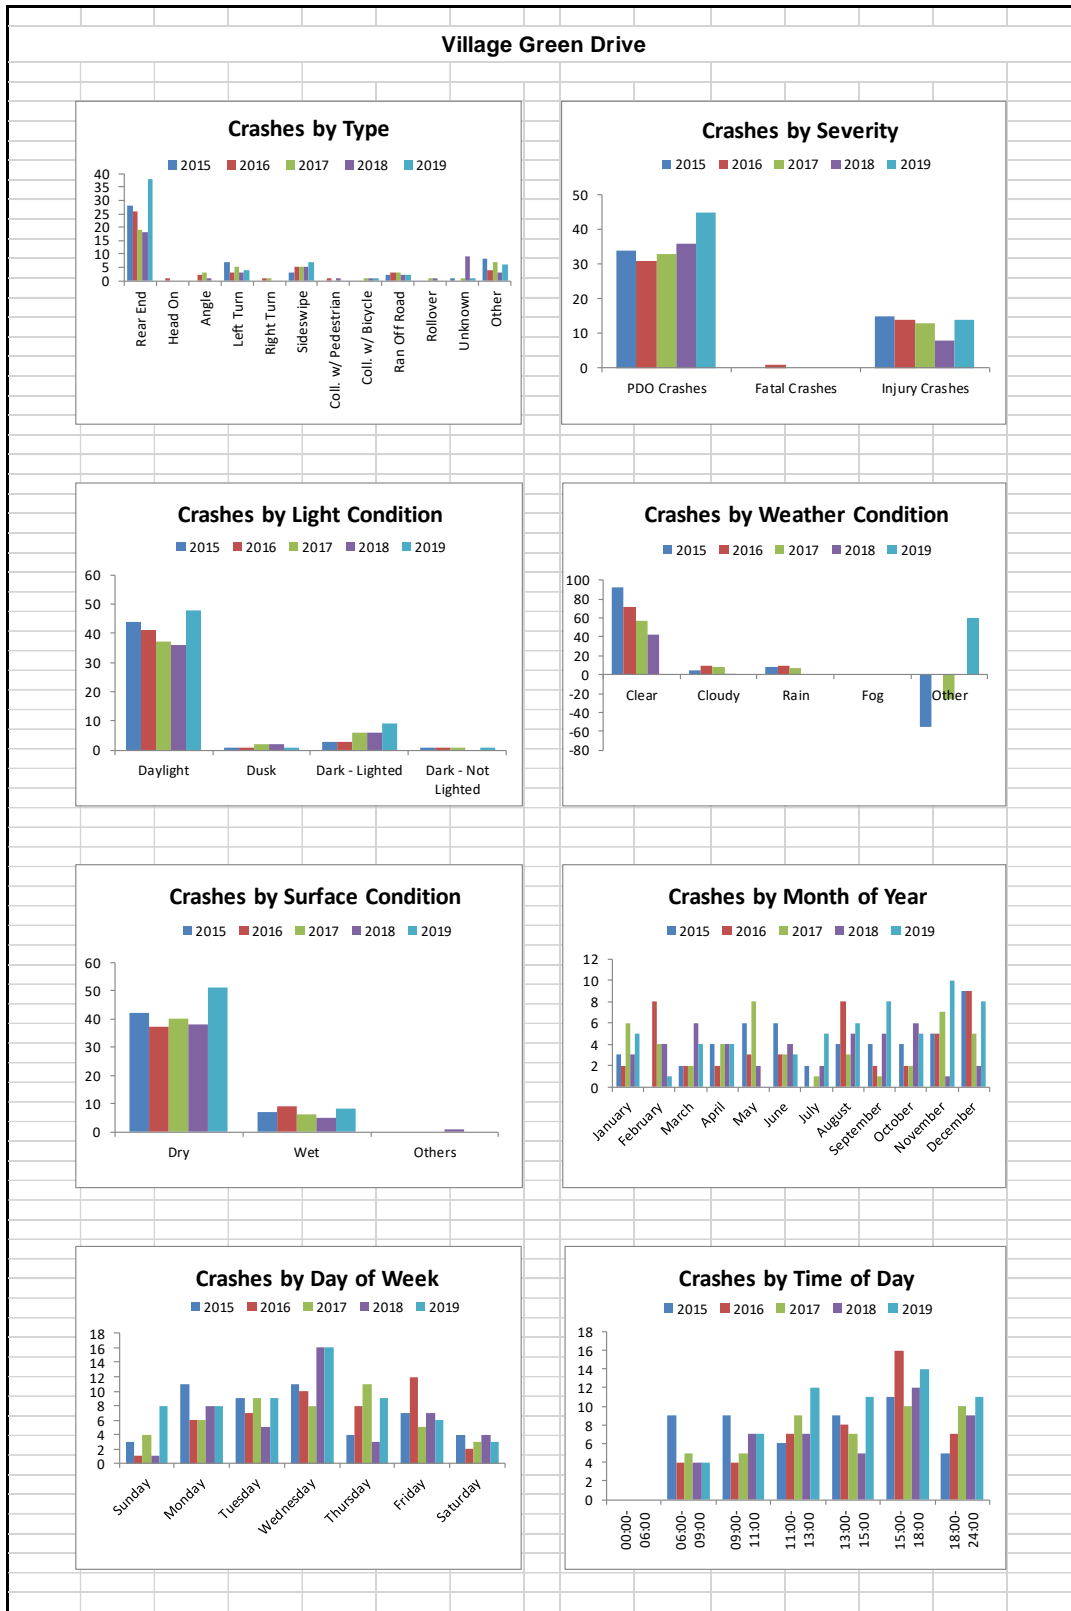 Village Green Drive
Crashes by Type
2015 2016 2017 2018 2019
40
35
30
25
20
15
10
5
0
Rear End
Head On
Angle
Left Turn
Right Turn
Sideswipe
Coll. w/ Pedestrian
Coll. w/ Bicycle
Ran Off Road
Rollover
Unknown
Other
Crashes by Severity
2015 2016 2017 2018 2019
50
40
30
20
10
0
PDO Crashes Fatal Crashes Injury Crashes
Crashes by Light Condition
2015 2016 2017 2018 2019
60
50
40
30
20
10
0
Daylight Dusk Dark - Lighted Dark - Not
Lighted
Crashes by Weather Condition
2015 2016 2017 2018 2019
100
80
60
40
20
0
-20
-40
-60
-80
Clear Cloudy Rain Fog Other
Crashes by Surface Condition
2015 2016 2017 2018 2019
60
50
40
30
20
10
0
Dry Wet Others
Crashes by Month of Year
2015 2016 2017 2018 2019
12
10
8
6
4
2
0
January
February
March
April
May
June
July
August
September
October
November
December
Crashes by Day of Week
2015 2016 2017 2018 2019
18
16
14
12
10
8
6
4
2
0
Sunday
Monday
Tuesday
Wednesday
Thursday
Friday
Saturday
Crashes by Time of Day
2015 2016 2017 2018 2019
18
16
14
12
10
8
6
4
2
0
00:00-
06:00
06:00-
09:00
09:00-
11:00
11:00-
13:00
13:00-
15:00
15:00-
18:00
18:00-
24:00